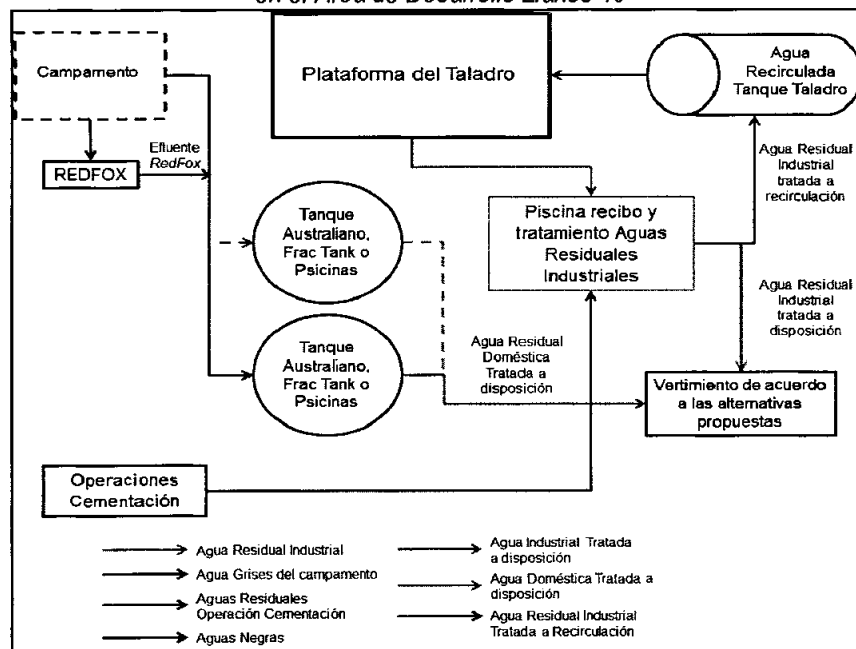 Campamento
Plataforma del Taladro
Agua
Recirculada
Tanque Taladro
REDFOX
Efluente
RedFox
Agua Residual
Industrial
tratada a
recirculación
Tanque
Australiano,
Frac Tank o
Psicinas
Piscina recibo y
tratamiento Aguas
Residuales
Industriales
Agua Residual
Industrial
tratada a
disposición
Tanque
Australiano,
Frac Tank o
Psicinas
Agua Residual
Doméstica
Tratada a
disposición
Vertimiento de acuerdo
a las alternativas
propuestas
Operaciones
Cementación
Agua Residual Industrial
Agua Grises del campamento
Aguas Residuales
Operación Cementación
Aguas Negras
Agua Industrial Tratada
a disposición
Agua Doméstica Tratada a
disposición
Agua Residual Industrial
Tratada a Recirculación